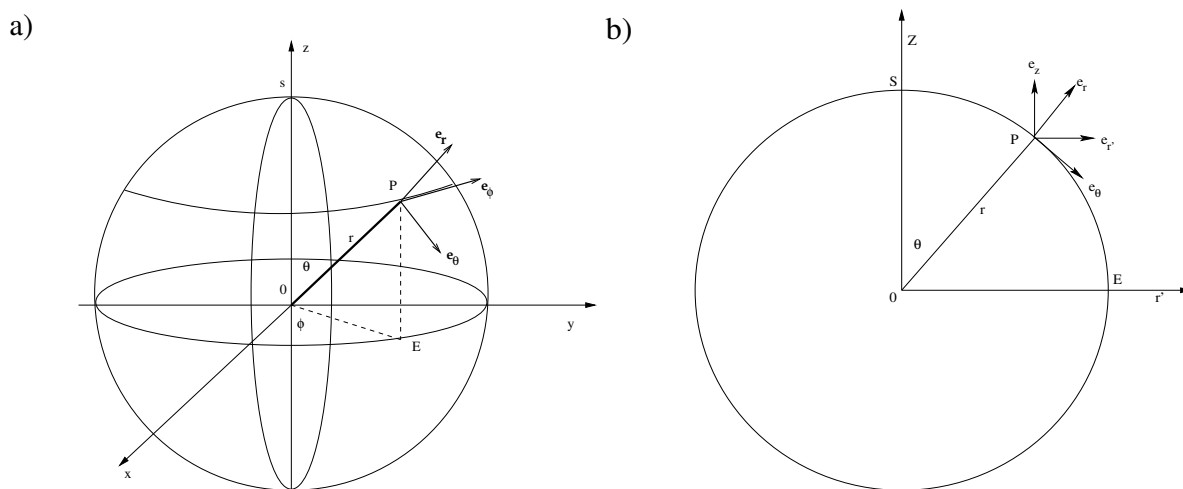 a)
z
s
e_r
P
e_ϕ
r
θ
e_θ
0
ϕ
y
E
x
b)
Z
S
e_z
e_r
P
e_r'
e_θ
r
θ
E
0
r'